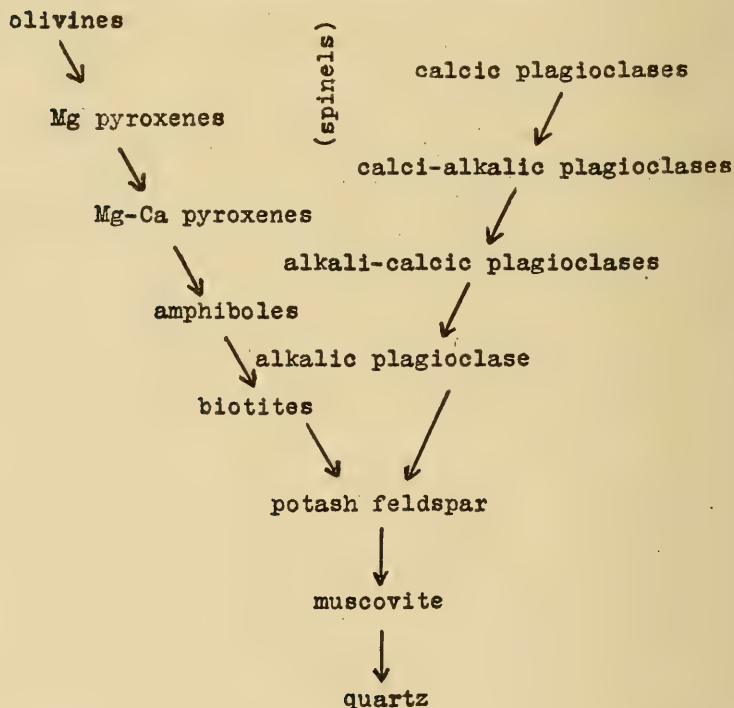 olivines
(spinels)
calcic plagioclases
Mg pyroxenes
calci-alkalic plagioclases
Mg-Ca pyroxenes
alkali-calcic plagioclases
amphiboles
alkalic plagioclase
biotites
potash feldspar
muscovite
quartz